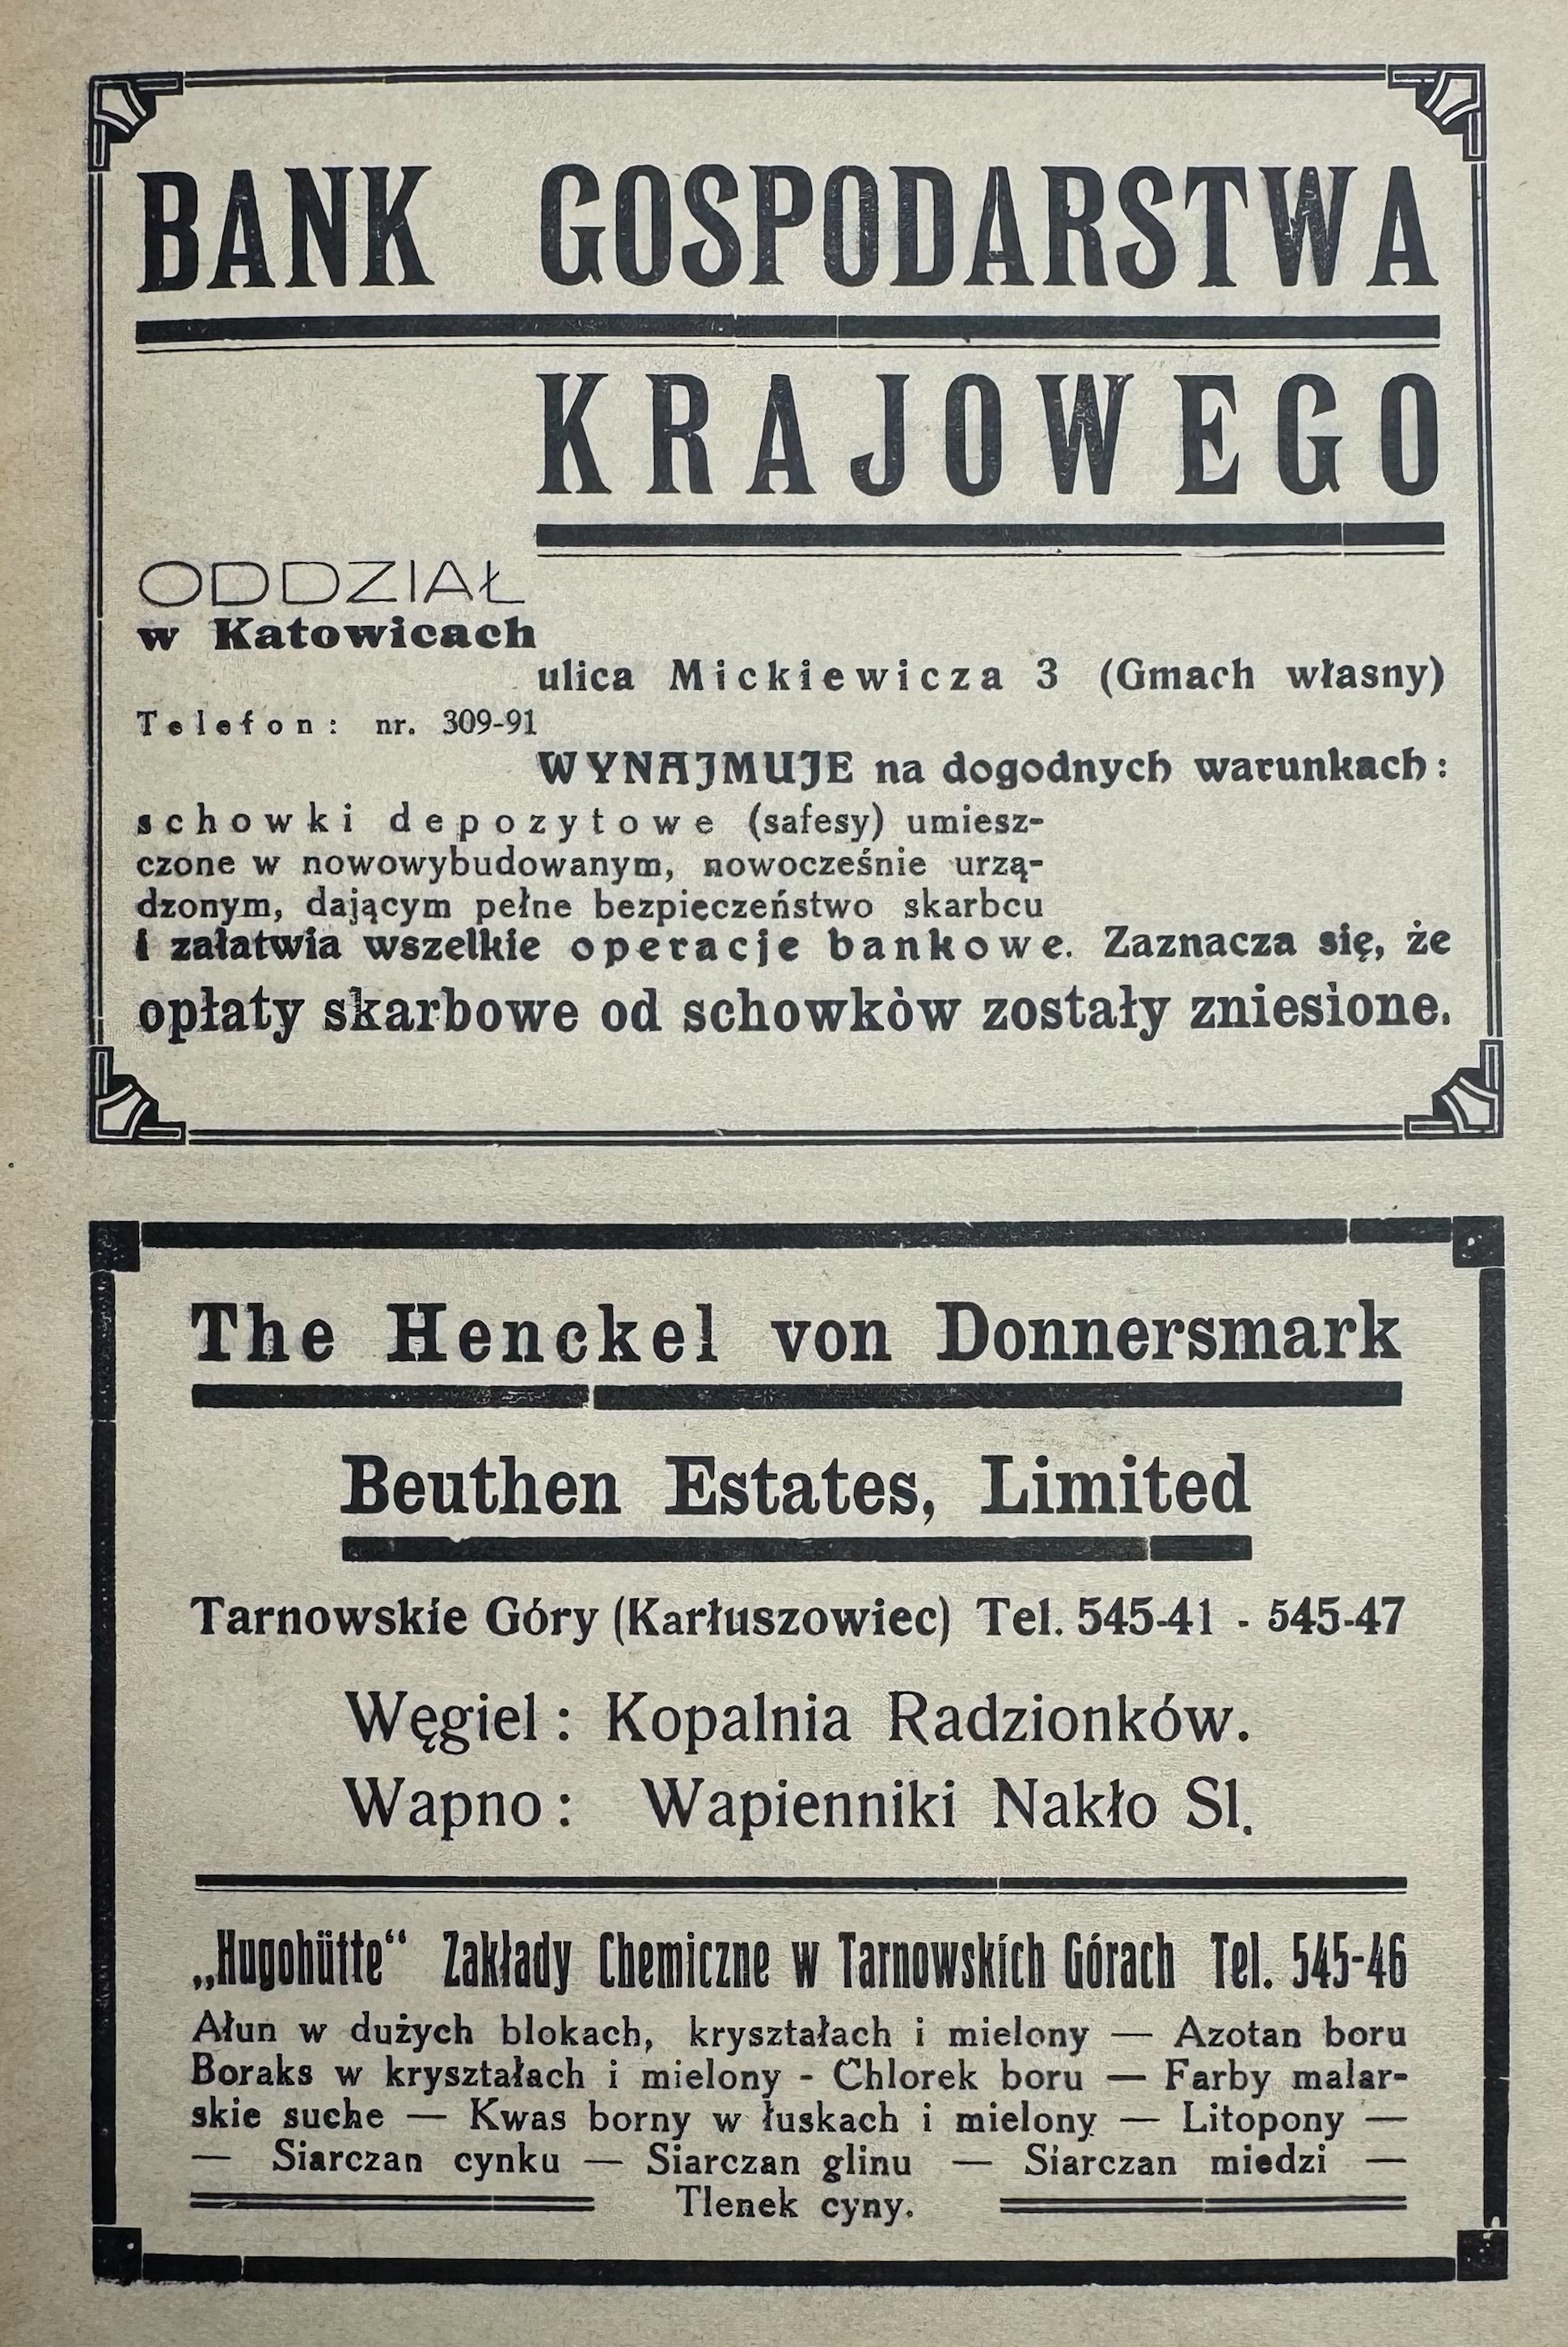 BANK GOSPODARSTWA
KRAJOWEGO
ODDZIAŁ
w Katowicach
ulica Mickiewicza 3 (Gmach własny)
Telefon: nr. 309-91
WYNAJMUJE na dogodnych warunkach:
schowki depozytowe (safesy) umiesz-
czone w nowowybudowanym, nowocześnie urzą-
dzonym, dającym pełne bezpieczeństwo skarbcu
i załatwia wszelkie operacje bankowe. Zaznacza się, że
opłaty skarbowe od schowków zostały zniesione.
The Henckel von Donnersmark
Beuthen Estates, Limited
Tarnowskie Góry (Karłuszowiec) Tel. 545-41 - 545-47
Węgiel: Kopalnia Radzionków.
Wapno: Wapienniki Nakło Sl.
„Hugohütte“ Zakłady Chemiczne w Tarnowskich Górach Tel. 545-46
Ałun w dużych blokach, kryształach i mielony — Azotan boru
Boraks w kryształach i mielony - Chlorek boru — Farby malar-
skie suche — Kwas borny w łuskach i mielony — Litopony —
— Siarczan cynku — Siarczan glinu — Siarczan miedzi —
Tlenek cyny.